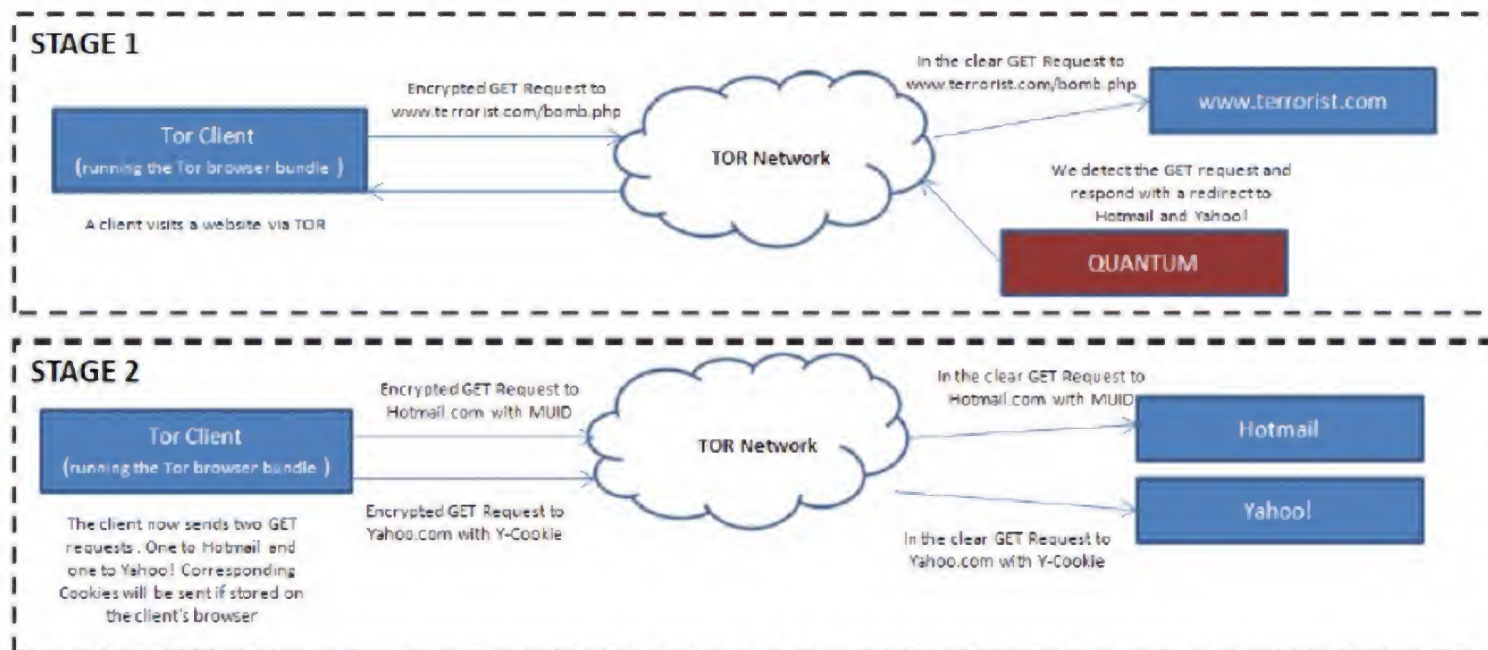 STAGE 1
Encrypted GET Request to
www.terrorist.com/bomb.php
In the clear GET Request to
www.terrorist.com/bomb.php
Tor Client
(running the Tor browser bundle )
TOR Network
www.terrorist.com
A client visits a website via TOR
We detect the GET request and
respond with a redirect to
Hotmail and Yahoo!
QUANTUM
STAGE 2
Encrypted GET Request to
Hotmail.com with MUID
In the clear GET Request to
Hotmail.com with MUID
Tor Client
(running the Tor browser bundle )
TOR Network
Hotmail
Encrypted GET Request to
Yahoo.com with Y-Cookie
Yahoo!
In the clear GET Request to
Yahoo.com with Y-Cookie
The client now sends two GET
requests. One to Hotmail and
one to Yahoo! Corresponding
Cookies will be sent if stored on
the client's browser